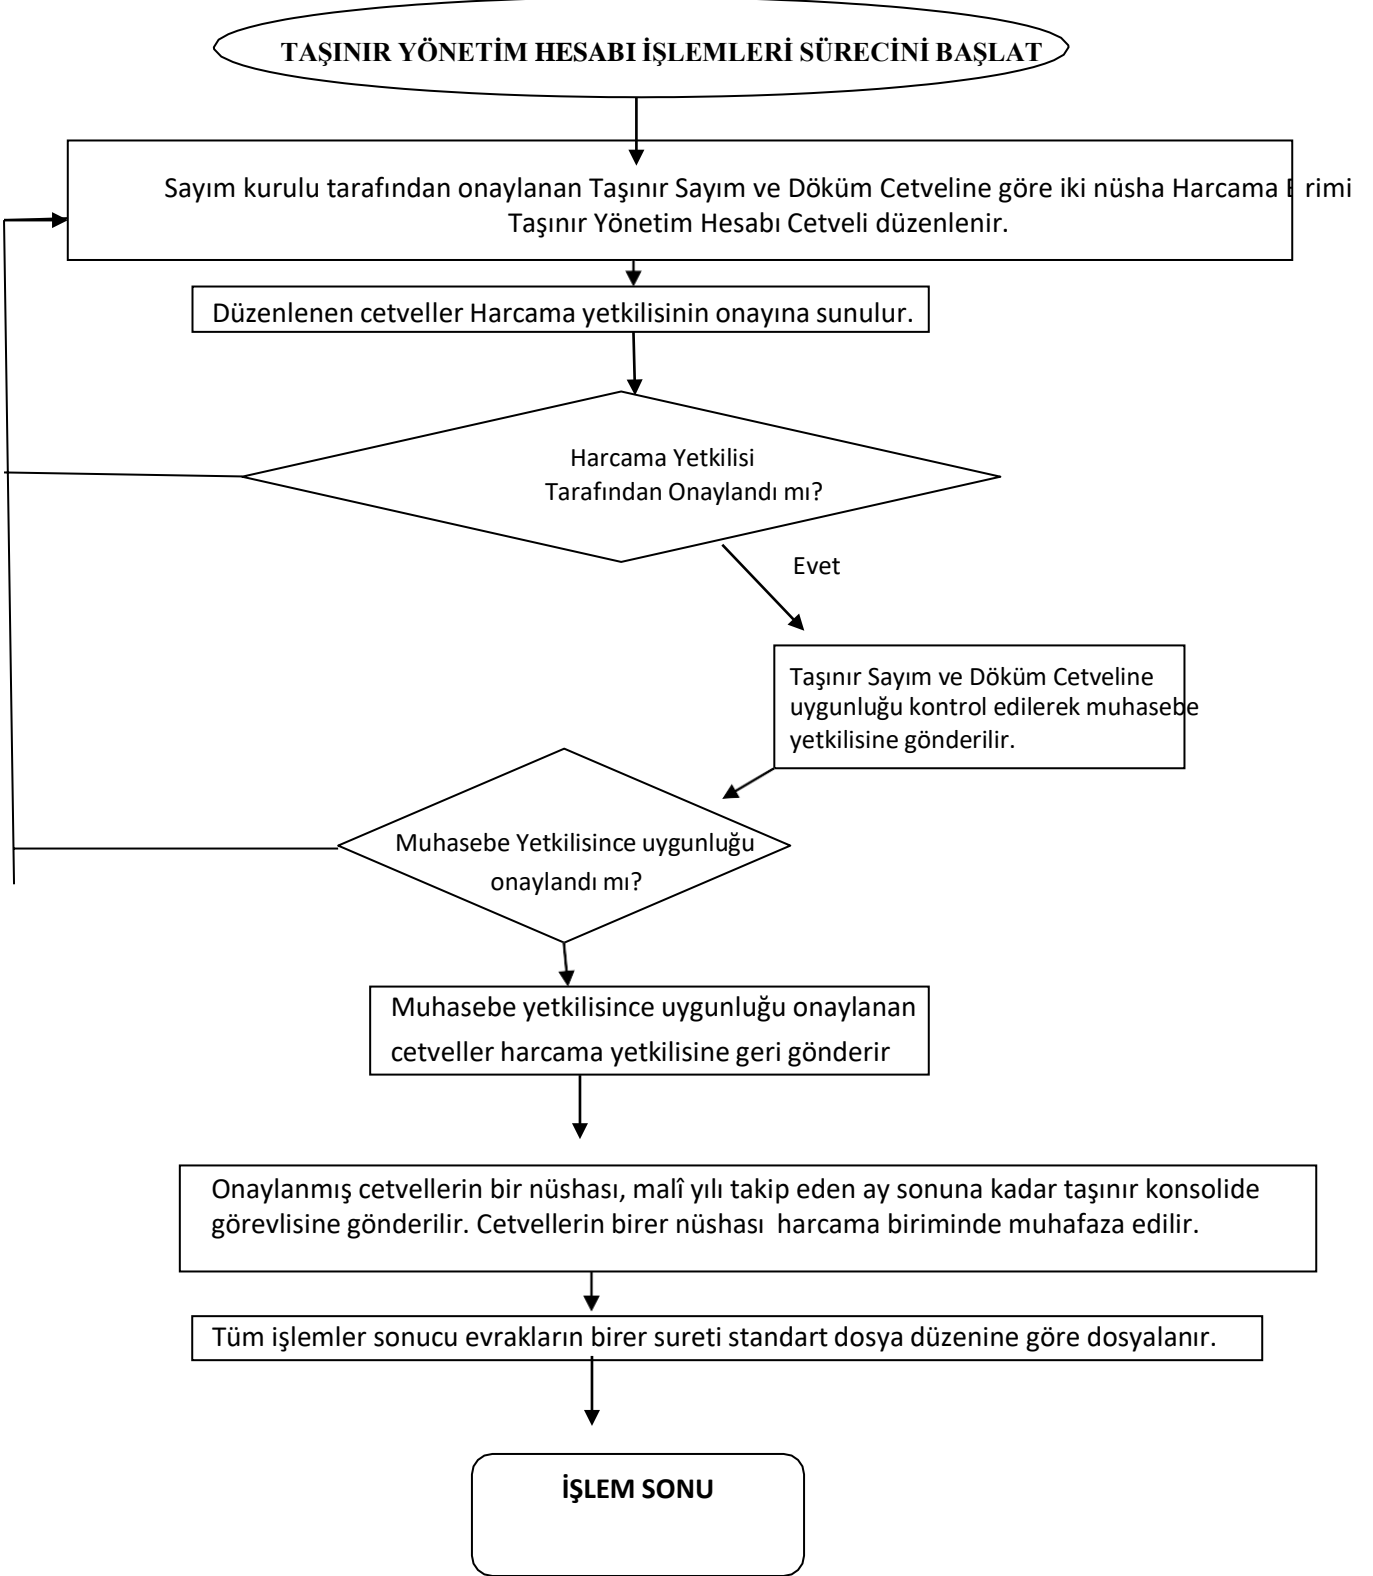 TAŞINIR YÖNETİM HESABI İŞLEMLERİ SÜRECİNİ BAŞLAT
Sayım kurulu tarafından onaylanan Taşınır Sayım ve Döküm Cetveline göre iki nüsha Harcama B rimi
Taşınır Yönetim Hesabı Cetveli düzenlenir.
Düzenlenen cetveller Harcama yetkilisinin onayına sunulur.
Harcama Yetkilisi
Tarafından Onaylandı mı?
Evet
Taşınır Sayım ve Döküm Cetveline
uygunluğu kontrol edilerek muhasebe
yetkilisine gönderilir.
Muhasebe Yetkilisince uygunluğu
onaylandı mı?
Muhasebe yetkilisince uygunluğu onaylanan
cetveller harcama yetkilisine geri gönderir
Onaylanmış cetvellerin bir nüshası, malî yılı takip eden ay sonuna kadar taşınır konsolide
görevlisine gönderilir. Cetvellerin birer nüshası harcama biriminde muhafaza edilir.
Tüm işlemler sonucu evrakların birer sureti standart dosya düzenine göre dosyalanır.
İŞLEM SONU